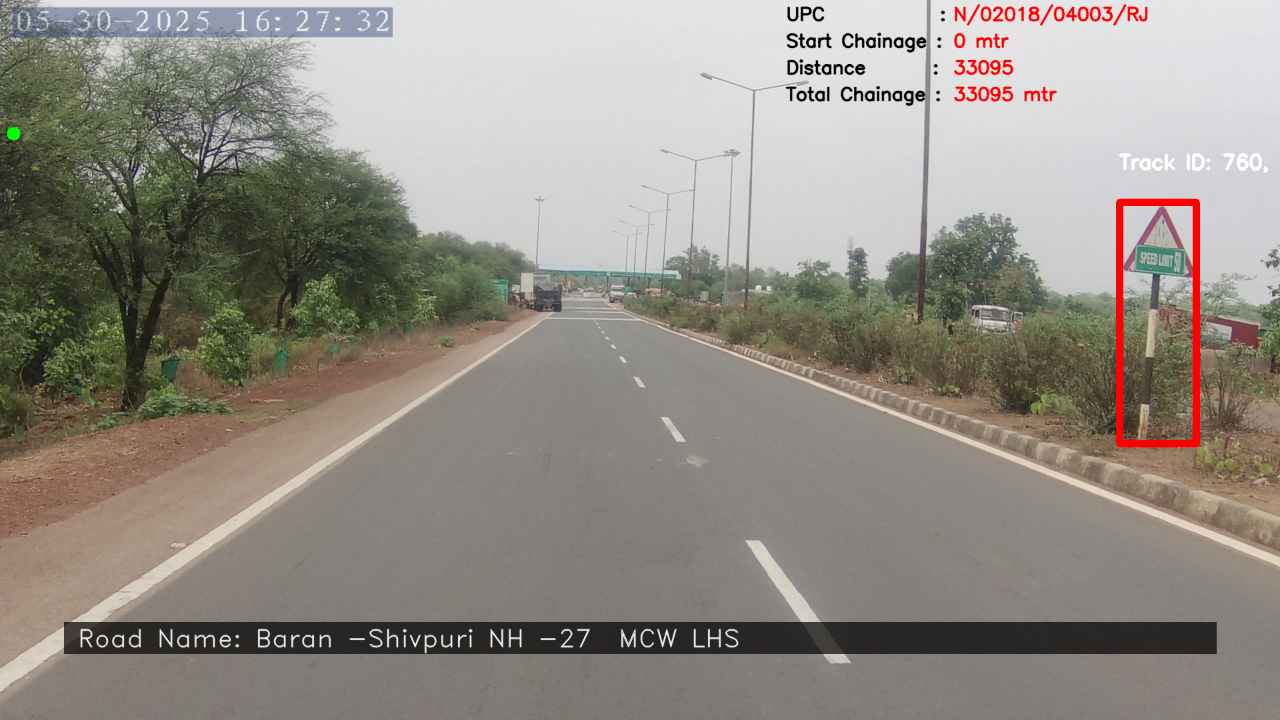 05-30-2025 16:27:32
UPC : N/02018/04003/RJ
Start Chainage : 0 mtr
Distance : 33095
Total Chainage : 33095 mtr
Track ID: 760,
SPEED LIMIT
Road Name: Baran -Shivpuri NH -27 MCW LHS